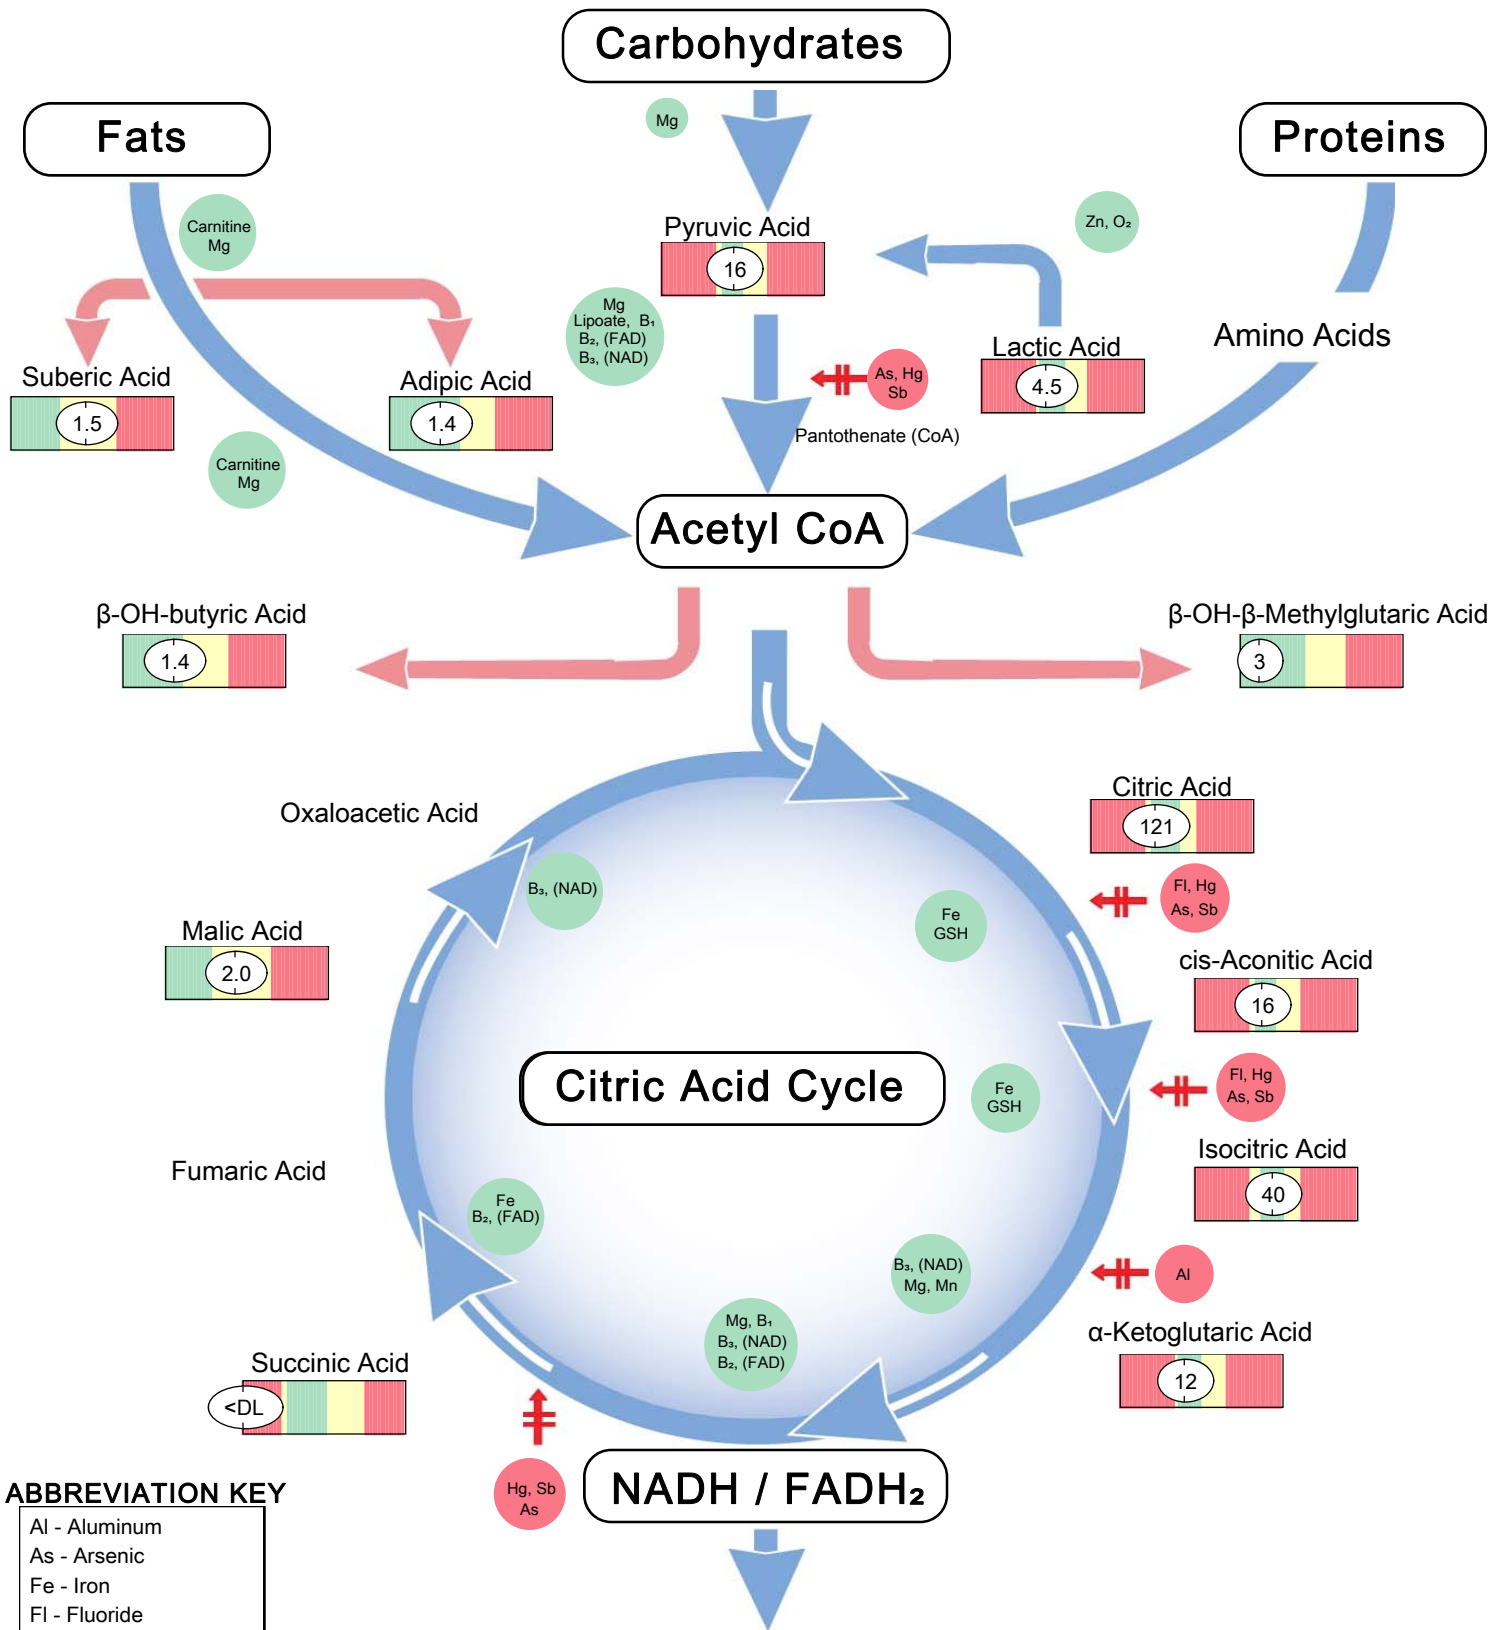 Carbohydrates
Fats
Proteins
Mg
Carnitine
Mg
Zn, O₂
Pyruvic Acid
16
Mg
Lipoate, B₁
B₂, (FAD)
B₃, (NAD)
Lactic Acid
4.5
Amino Acids
As, Hg
Sb
Suberic Acid
1.5
Adipic Acid
1.4
Pantothenate (CoA)
Carnitine
Mg
Acetyl CoA
β-OH-butyric Acid
1.4
β-OH-β-Methylglutaric Acid
3
Citric Acid
121
Oxaloacetic Acid
B₃, (NAD)
Fl, Hg
As, Sb
Fe
GSH
Malic Acid
2.0
cis-Aconitic Acid
16
Citric Acid Cycle
Fe
GSH
Fl, Hg
As, Sb
Isocitric Acid
40
Fumaric Acid
Fe
B₂, (FAD)
B₃, (NAD)
Mg, Mn
Al
Mg, B₁
B₃, (NAD)
B₂, (FAD)
α-Ketoglutaric Acid
12
Succinic Acid
<DL
Hg, Sb
As
NADH / FADH₂
ABBREVIATION KEY
Al - Aluminum
As - Arsenic
Fe - Iron
Fl - Fluoride